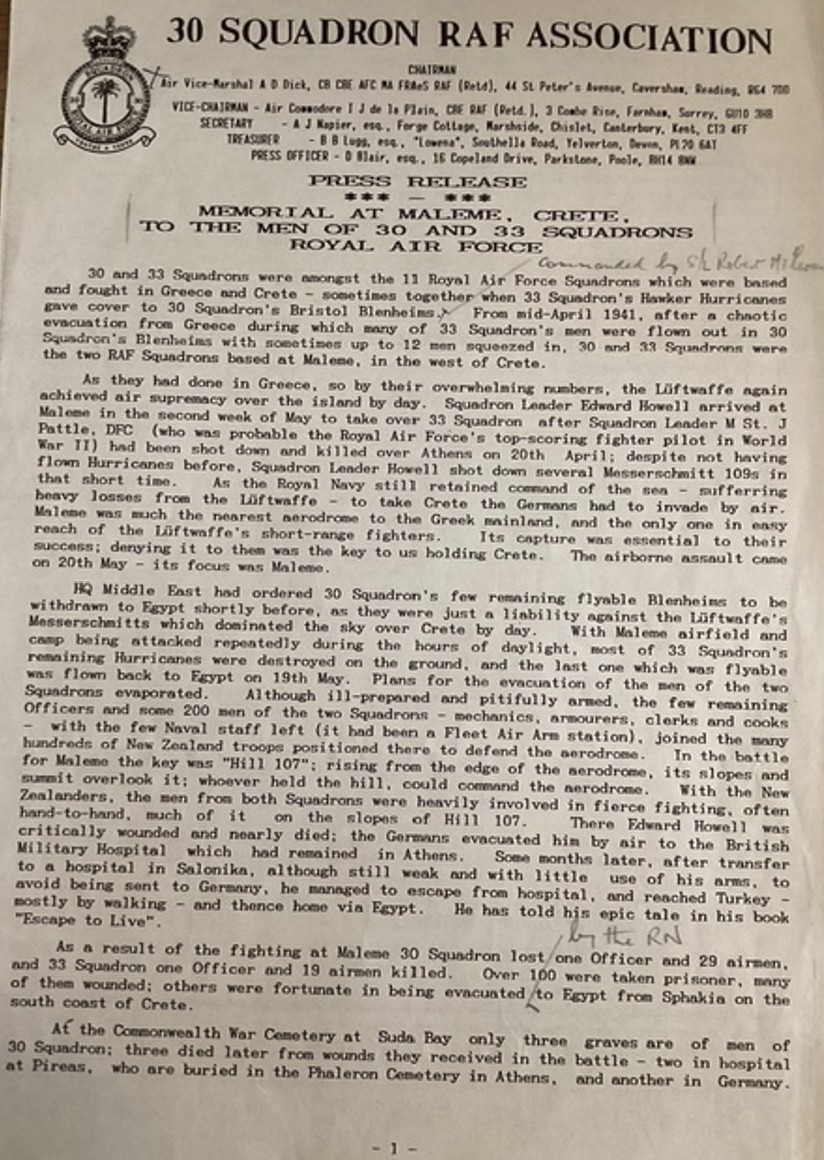 30 SQUADRON RAF ASSOCIATION
CHAIRMAN
Air Vice-Marshal A D Dick, CB CBE AFC MA FRAeS RAF (Retd), 44 St Peter's Avenue, Caversham, Reading, RG4 7DD
VICE-CHAIRMAN - Air Commodore I J de la Plain, CBE RAF (Retd.), 3 Combe Rise, Farnham, Surrey, GU10 3HB
SECRETARY - A J Napier, esq., Forge Cottage, Marshside, Chislet, Canterbury, Kent, CT3 4FF
TREASURER - B B Lugg, esq., "Lowena", Southella Road, Yelverton, Devon, PL20 6AT
PRESS OFFICER - D Blair, esq., 16 Copeland Drive, Parkstone, Poole, BH14 8NW
PRESS RELEASE
*** - ***
MEMORIAL AT MALEME, CRETE,
TO THE MEN OF 30 AND 33 SQUADRONS
ROYAL AIR FORCE
commanded by S/L Robert
30 and 33 Squadrons were amongst the 11 Royal Air Force Squadrons which were based
and fought in Greece and Crete - sometimes together when 33 Squadron's Hawker Hurricanes
gave cover to 30 Squadron's Bristol Blenheims. From mid-April 1941, after a chaotic
evacuation from Greece during which many of 33 Squadron's men were flown out in 30
Squadron's Blenheims with sometimes up to 12 men squeezed in, 30 and 33 Squadrons were
the two RAF Squadrons based at Maleme, in the west of Crete.
As they had done in Greece, so by their overwhelming numbers, the Lüftwaffe again
achieved air supremacy over the island by day. Squadron Leader Edward Howell arrived at
Maleme in the second week of May to take over 33 Squadron after Squadron Leader M St. J
Pattle, DFC (who was probable the Royal Air Force's top-scoring fighter pilot in World
War II) had been shot down and killed over Athens on 20th April; despite not having
flown Hurricanes before, Squadron Leader Howell shot down several Messerschmitt 109s in
that short time. As the Royal Navy still retained command of the sea - sufferring
heavy losses from the Lüftwaffe - to take Crete the Germans had to invade by air.
Maleme was much the nearest aerodrome to the Greek mainland, and the only one in easy
reach of the Lüftwaffe's short-range fighters. Its capture was essential to their
success; denying it to them was the key to us holding Crete. The airborne assault came
on 20th May - its focus was Maleme.
HQ Middle East had ordered 30 Squadron's few remaining flyable Blenheims to be
withdrawn to Egypt shortly before, as they were just a liability against the Lüftwaffe's
Messerschmitts which dominated the sky over Crete by day. With Maleme airfield and
camp being attacked repeatedly during the hours of daylight, most of 33 Squadron's
remaining Hurricanes were destroyed on the ground, and the last one which was flyable
was flown back to Egypt on 19th May. Plans for the evacuation of the men of the two
Squadrons evaporated. Although ill-prepared and pitifully armed, the few remaining
Officers and some 200 men of the two Squadrons - mechanics, armourers, clerks and cooks
- with the few Naval staff left (it had been a Fleet Air Arm station), joined the many
hundreds of New Zealand troops positioned there to defend the aerodrome. In the battle
for Maleme the key was "Hill 107"; rising from the edge of the aerodrome, its slopes and
summit overlook it; whoever held the hill, could command the aerodrome. With the New
Zealanders, the men from both Squadrons were heavily involved in fierce fighting, often
hand-to-hand, much of it on the slopes of Hill 107. There Edward Howell was
critically wounded and nearly died; the Germans evacuated him by air to the British
Military Hospital which had remained in Athens. Some months later, after transfer
to a hospital in Salonika, although still weak and with little use of his arms, to
avoid being sent to Germany, he managed to escape from hospital, and reached Turkey -
mostly by walking - and thence home via Egypt. He has told his epic tale in his book
"Escape to Live".
by the RN
As a result of the fighting at Maleme 30 Squadron lost one Officer and 29 airmen,
and 33 Squadron one Officer and 19 airmen killed. Over 100 were taken prisoner, many
of them wounded; others were fortunate in being evacuated to Egypt from Sphakia on the
south coast of Crete.
At the Commonwealth War Cemetery at Suda Bay only three graves are of men of
30 Squadron; three died later from wounds they received in the battle - two in hospital
at Pireas, who are buried in the Phaleron Cemetery in Athens, and another in Germany.
- 1 -